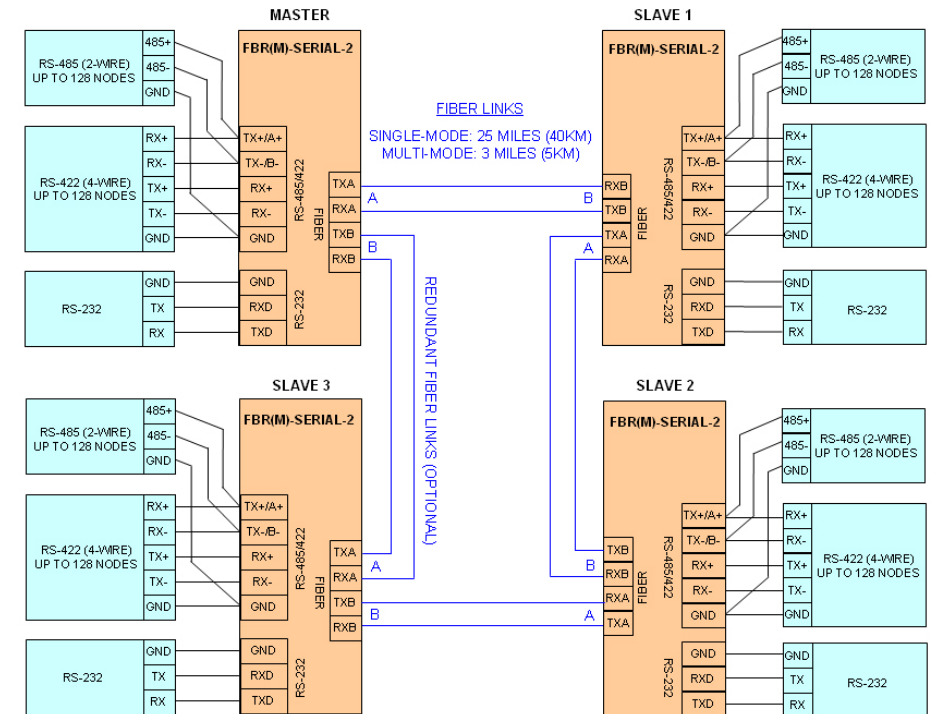 MASTER
SLAVE 1
FBR(M)-SERIAL-2
RS-485 (2-WIRE)
UP TO 128 NODES
485+
485-
GND
RS-422 (4-WIRE)
UP TO 128 NODES
RX+
RX-
TX+
TX-
GND
RS-232
GND
TX
RX
TX+/A+
TX-/B-
RX+
RX-
GND
RS-485/422
GND
RXD
TXD
RS-232
FIBER
TXA
RXA
TXB
RXB
A
B
FIBER LINKS
SINGLE-MODE: 25 MILES (40KM)
MULTI-MODE: 3 MILES (5KM)
REDUNDANT FIBER LINKS (OPTIONAL)
FBR(M)-SERIAL-2
B
A
RXB
TXB
TXA
RXA
FIBER
TX+/A+
TX-/B-
RX+
RX-
GND
RS-485/422
GND
RXD
TXD
RS-232
485+
485-
GND
RS-485 (2-WIRE)
UP TO 128 NODES
RX+
RX-
TX+
TX-
GND
RS-422 (4-WIRE)
UP TO 128 NODES
GND
TX
RX
RS-232
SLAVE 3
SLAVE 2
FBR(M)-SERIAL-2
RS-485 (2-WIRE)
UP TO 128 NODES
485+
485-
GND
RS-422 (4-WIRE)
UP TO 128 NODES
RX+
RX-
TX+
TX-
GND
RS-232
GND
TX
RX
TX+/A+
TX-/B-
RX+
RX-
GND
RS-485/422
GND
RXD
TXD
RS-232
FIBER
TXA
RXA
TXB
RXB
A
B
FBR(M)-SERIAL-2
B
A
TXB
RXB
RXA
TXA
FIBER
TX+/A+
TX-/B-
RX+
RX-
GND
RS-485/422
GND
RXD
TXD
RS-232
485+
485-
GND
RS-485 (2-WIRE)
UP TO 128 NODES
RX+
RX-
TX+
TX-
GND
RS-422 (4-WIRE)
UP TO 128 NODES
GND
TX
RX
RS-232